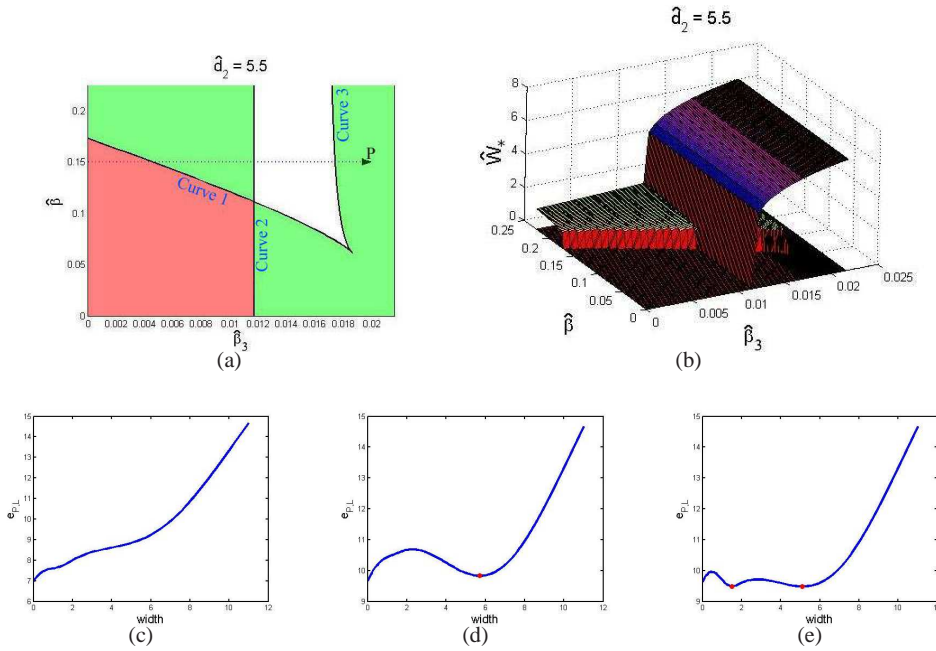 d̂₂ = 5.5
0.2
0.15
0.1
0.05
0
β̂
Curve 1
Curve 2
Curve 3
P
0 0.002 0.004 0.006 0.008 0.01 0.012 0.014 0.016 0.018 0.02
β̂₃
(a)
d̂₂ = 5.5
8
6
4
2
0
Ŵ*
0.25
0.2
0.15
0.1
0.05
0
β̂
0
0.005
0.01
0.015
0.02
0.025
β̂₃
(b)
15
14
13
12
11
10
9
8
7
6
e_P,L
0 2 4 6 8 10 12
width
(c)
15
14
13
12
11
10
9
e_P,L
0 2 4 6 8 10 12
width
(d)
15
14
13
12
11
10
9
e_P,L
0 2 4 6 8 10 12
width
(e)